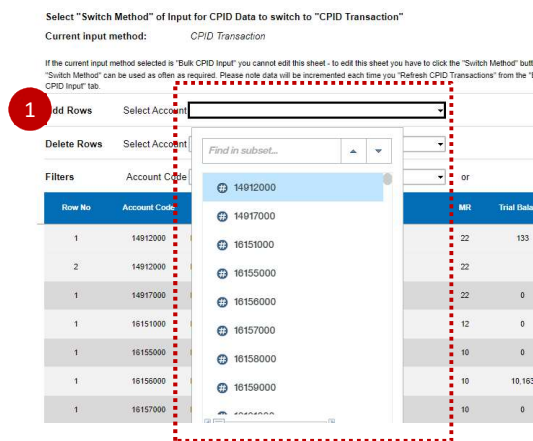 Select "Switch Method" of Input for CPID Data to switch to "CPID Transaction"
Current input method: CPID Transaction
If the current input method selected is "Bulk CPID Input" you cannot edit this sheet - to edit this sheet you have to click the "Switch Method"
"Switch Method" can be used as often as required. Please note data will be incremented each time you "Refresh CPID Transactions" from the
CPID Input" tab.
1 dd Rows Select Account
Delete Rows Select Account
Find in subset...
Filters Account Code or
Row No Account Code MR Trial Bala
14912000
14917000
16151000
16155000
16156000
16157000
16158000
16159000
1 14912000 22 133
2 14912000 22
1 14917000 22 0
1 16151000 12 0
1 16155000 10 0
1 16156000 10 10,163
1 16157000 10 0